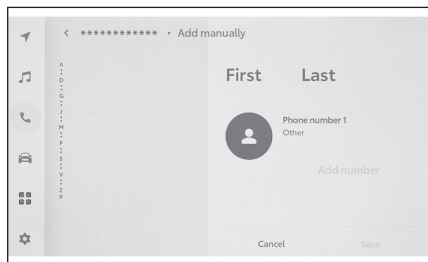 < ************ • Add manually
First Last
A
D
G
J
M
P
S
V
Z
#
Phone number 1
Other
Add number
Cancel Save